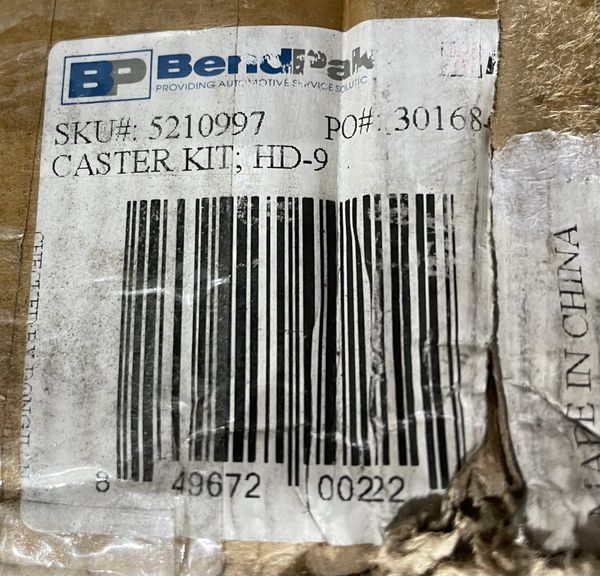 BP BendPak
PROVIDING AUTOMOTIVE SERVICE SOLUTIO
SKU#: 5210997 PO#: 30168
CASTER KIT; HD-9
8 49672 00222
MADE IN CHINA